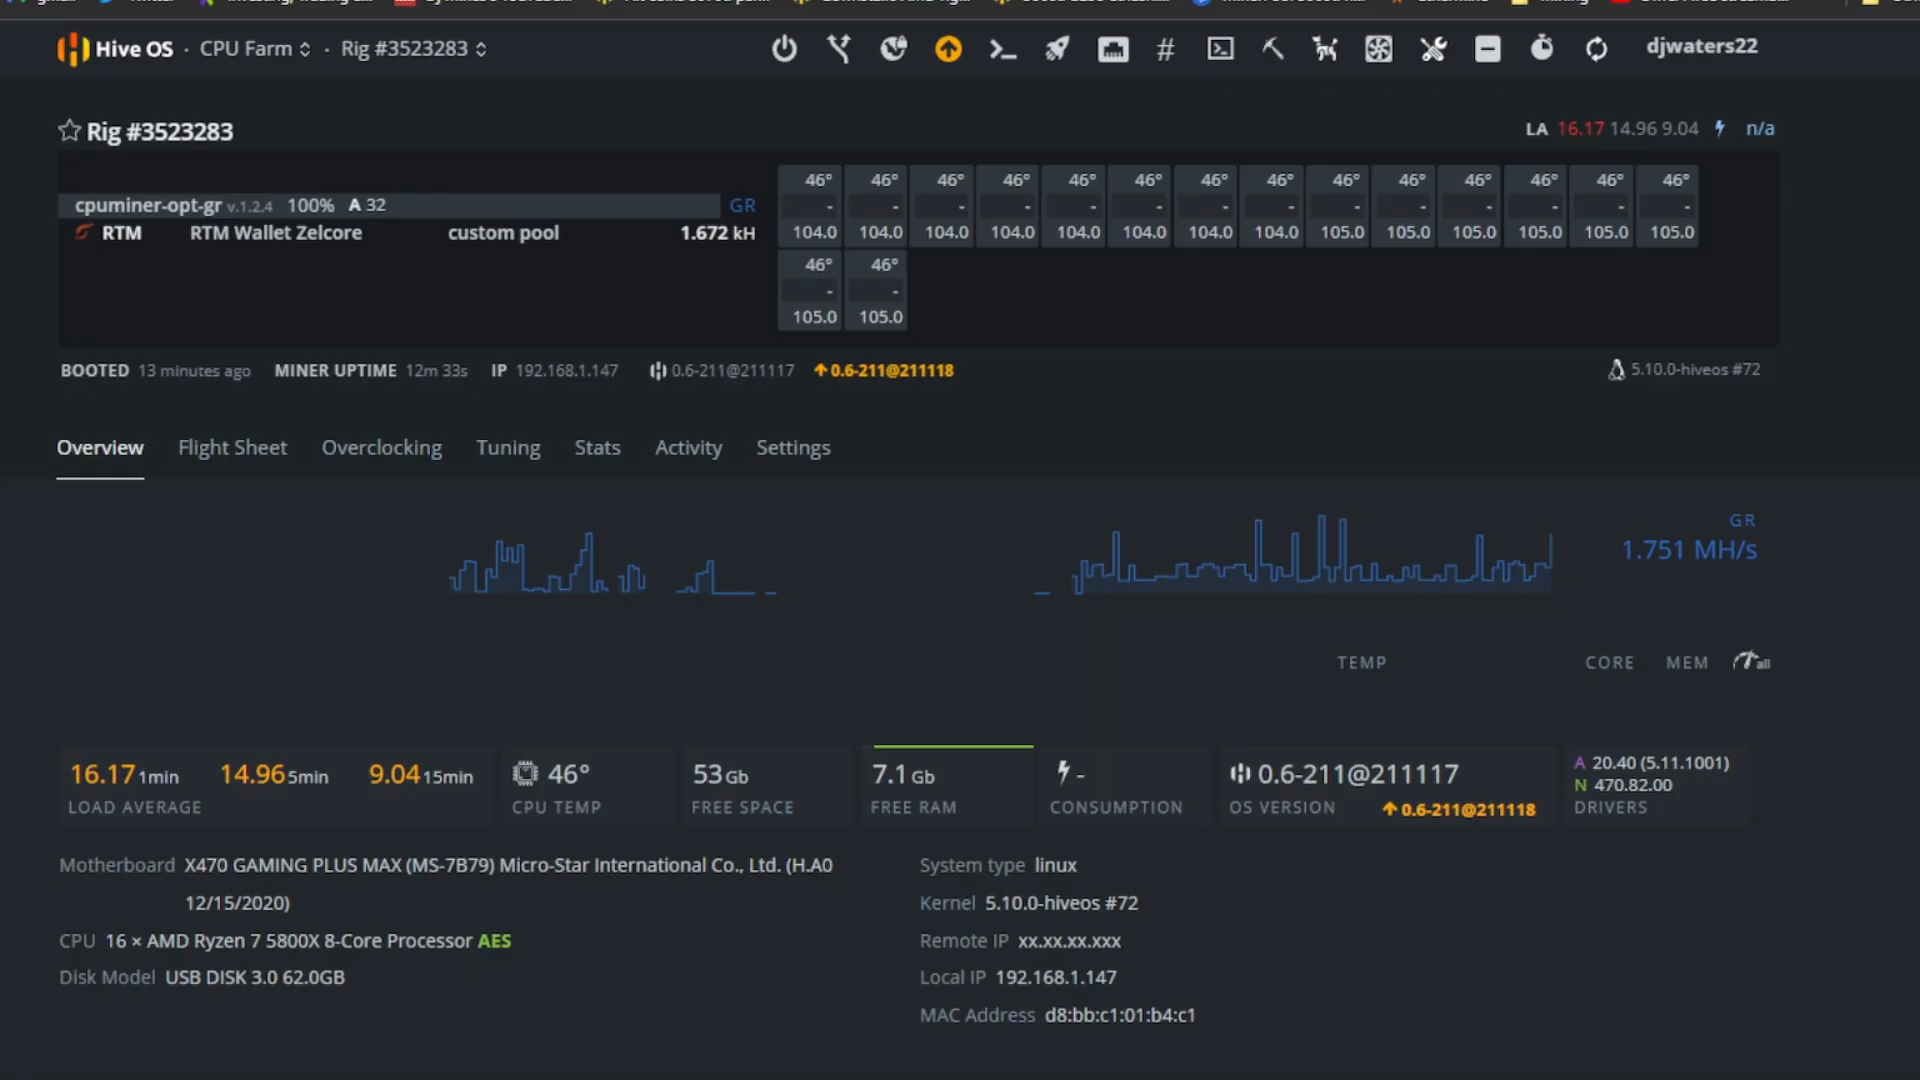 Hive OS · CPU Farm · Rig #3523283 djwaters22
Rig #3523283 LA 16.17 14.96 9.04 n/a
46° 46° 46° 46° 46° 46° 46° 46° 46° 46° 46° 46° 46° 46°
cpuminer-opt-gr v.1.2.4 100% A 32 GR - - - - - - - - - - - - - -
RTM RTM Wallet Zelcore custom pool 1.672 kH 104.0 104.0 104.0 104.0 104.0 104.0 104.0 104.0 105.0 105.0 105.0 105.0 105.0 105.0
46° 46°
- -
105.0 105.0
BOOTED 13 minutes ago MINER UPTIME 12m 33s IP 192.168.1.147 0.6-211@211117 0.6-211@211118 5.10.0-hiveos #72
Overview Flight Sheet Overclocking Tuning Stats Activity Settings
GR
1.751 MH/s
TEMP CORE MEM all
16.17 1min 14.96 5min 9.04 15min
LOAD AVERAGE
46°
CPU TEMP
53 Gb
FREE SPACE
7.1 Gb
FREE RAM
-
CONSUMPTION
0.6-211@211117
OS VERSION 0.6-211@211118
A 20.40 (5.11.1001)
N 470.82.00
DRIVERS
Motherboard X470 GAMING PLUS MAX (MS-7B79) Micro-Star International Co., Ltd. (H.A0
12/15/2020)
CPU 16 × AMD Ryzen 7 5800X 8-Core Processor AES
Disk Model USB DISK 3.0 62.0GB
System type linux
Kernel 5.10.0-hiveos #72
Remote IP xx.xx.xx.xxx
Local IP 192.168.1.147
MAC Address d8:bb:c1:01:b4:c1